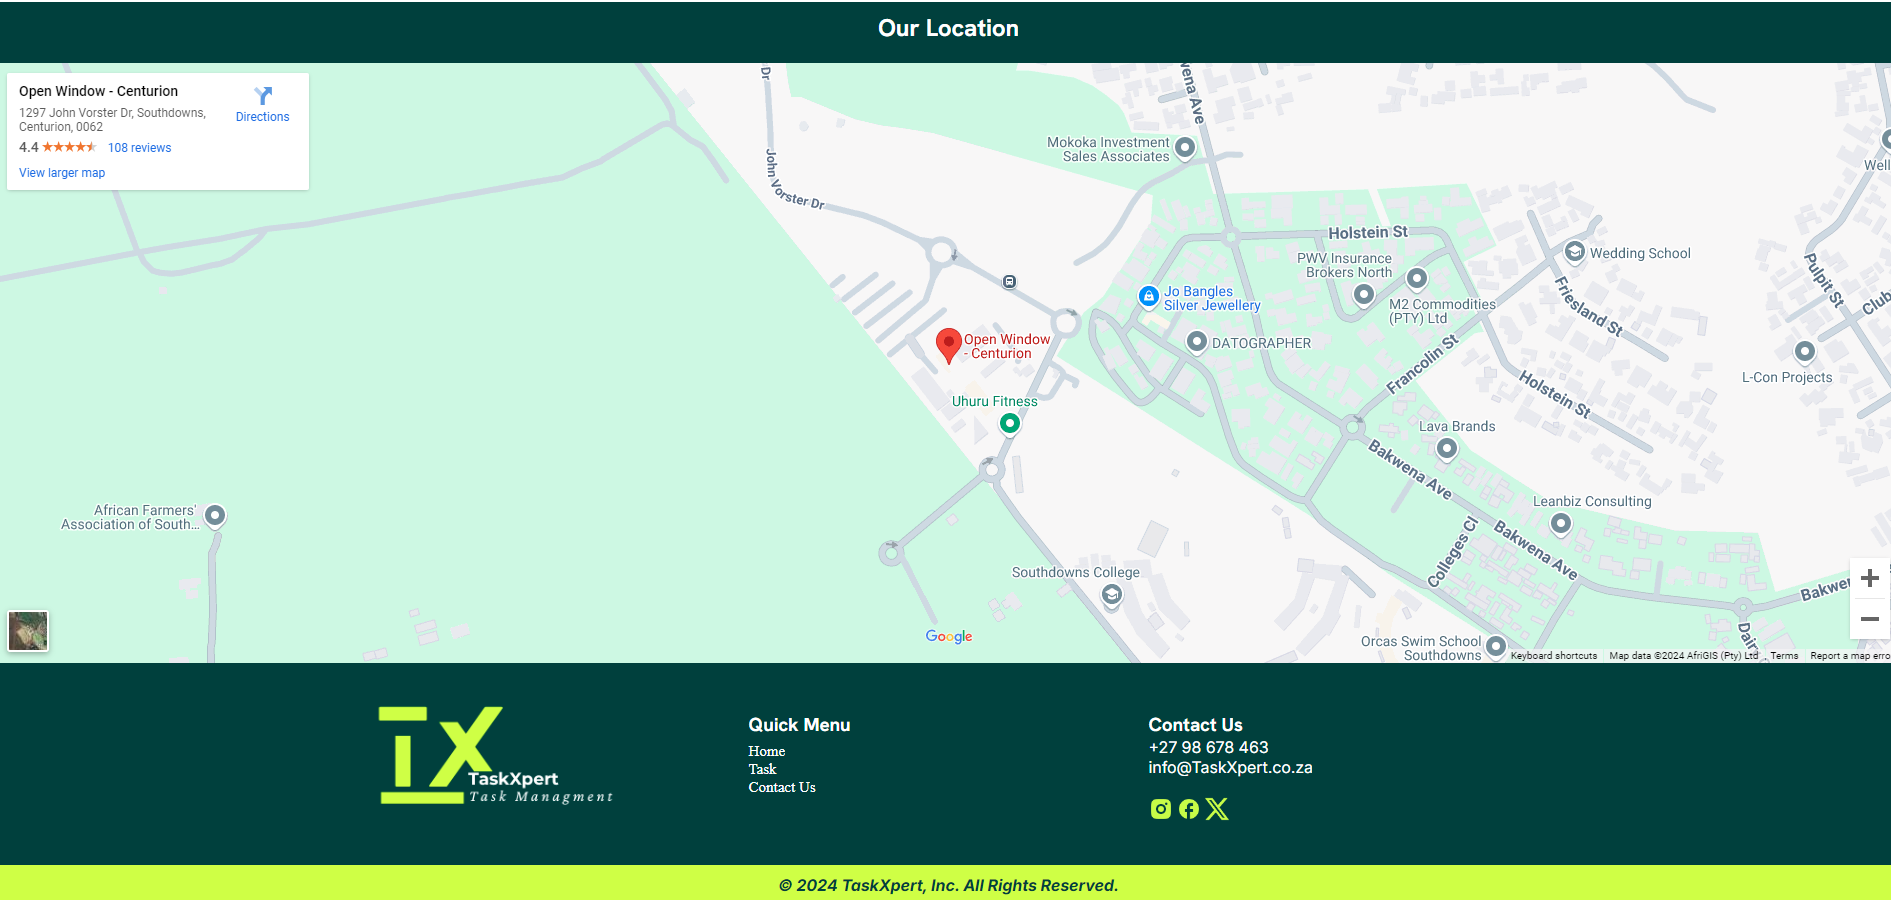 Our Location
Open Window - Centurion
1297 John Vorster Dr, Southdowns,
Centurion, 0062
4.4
108 reviews
Directions
View larger map
Dr
John Vorster Dr
wena Ave
Mokoka Investment
Sales Associates
Holstein St
PWV Insurance
Brokers North
M2 Commodities
(PTY) Ltd
Wedding School
Friesland St
Pulpit St
Club
Well
Jo Bangles
Silver Jewellery
DATOGRAPHER
Open Window
- Centurion
Uhuru Fitness
Francolin St
Holstein St
L-Con Projects
Lava Brands
Bakwena Ave
Leanbiz Consulting
Bakwena Ave
Colleges Cl
African Farmers'
Association of South...
Southdowns College
Orcas Swim School
Southdowns
Bakwer
Dair
Google
Keyboard shortcuts
Map data ©2024 AfriGIS (Pty) Ltd
Terms
Report a map erro
TX
TaskXpert
Task Managment
Quick Menu
Home
Task
Contact Us
Contact Us
+27 98 678 463
info@TaskXpert.co.za
© 2024 TaskXpert, Inc. All Rights Reserved.